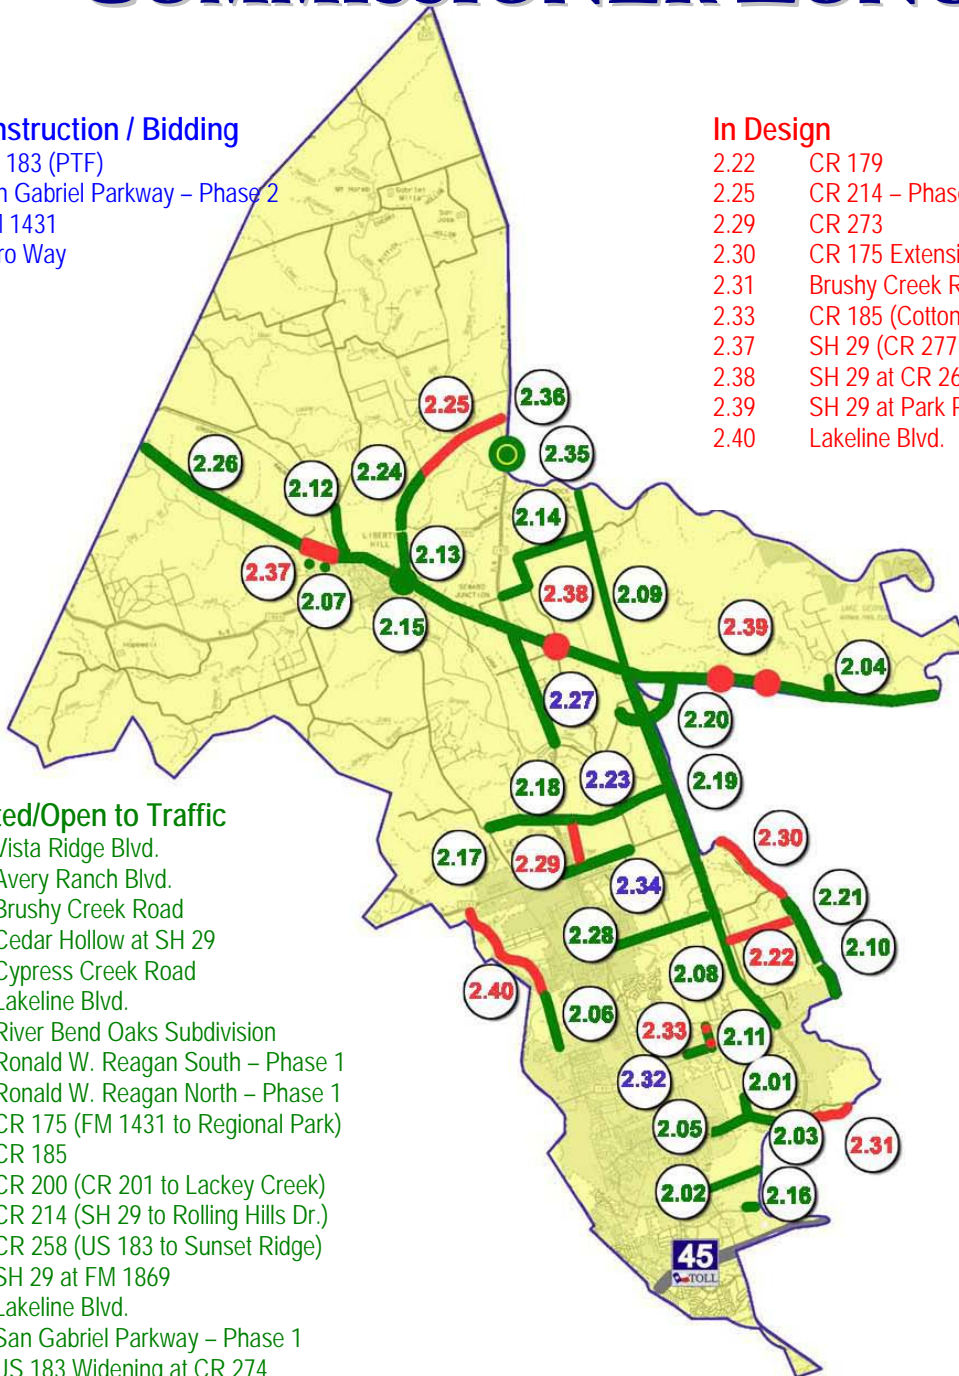 COMMISSIONER LONG
nstruction / Bidding
183 (PTF)
n Gabriel Parkway – Phase 2
1431
ro Way
In Design
2.22 CR 179
2.25 CR 214 – Phase
2.29 CR 273
2.30 CR 175 Extensi
2.31 Brushy Creek R
2.33 CR 185 (Cotton
2.37 SH 29 (CR 277
2.38 SH 29 at CR 26
2.39 SH 29 at Park P
2.40 Lakeline Blvd.
2.25
2.36
2.35
2.26
2.24
2.12
2.14
LIBERTY
HILL
2.13
2.37
2.07
2.38
2.09
SEWARD
JUNCTION
2.15
2.39
2.04
2.27
2.20
2.18
2.23
2.19
2.17
2.29
2.30
2.34
2.21
2.28
2.22
2.10
2.08
2.40
2.06
2.33
2.11
2.32
2.01
2.05
2.03
2.31
2.02
2.16
45
TOLL
ted/Open to Traffic
Vista Ridge Blvd.
Avery Ranch Blvd.
Brushy Creek Road
Cedar Hollow at SH 29
Cypress Creek Road
Lakeline Blvd.
River Bend Oaks Subdivision
Ronald W. Reagan South – Phase 1
Ronald W. Reagan North – Phase 1
CR 175 (FM 1431 to Regional Park)
CR 185
CR 200 (CR 201 to Lackey Creek)
CR 214 (SH 29 to Rolling Hills Dr.)
CR 258 (US 183 to Sunset Ridge)
SH 29 at FM 1869
Lakeline Blvd.
San Gabriel Parkway – Phase 1
US 183 Widening at CR 274